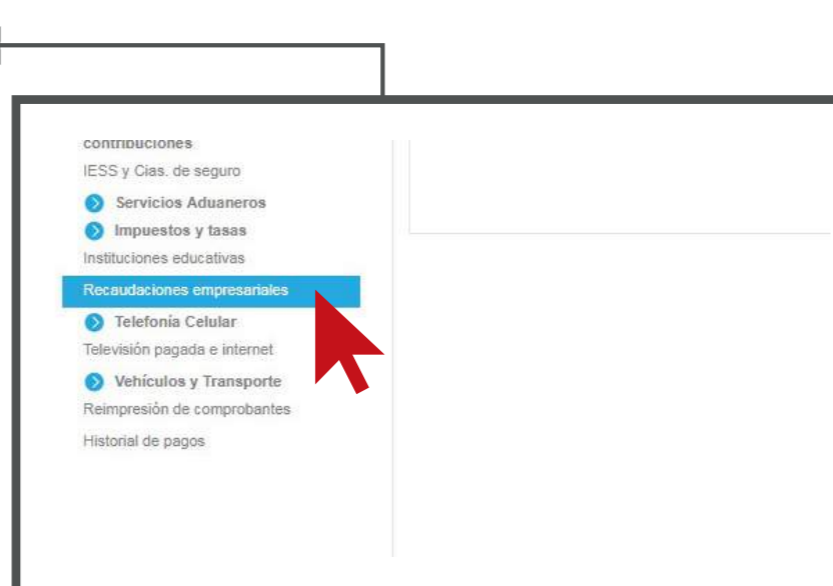 contribuciones
IESS y Cias. de seguro
Servicios Aduaneros
Impuestos y tasas
Instituciones educativas
Recaudaciones empresariales
Telefonía Celular
Televisión pagada e internet
Vehículos y Transporte
Reimpresión de comprobantes
Historial de pagos